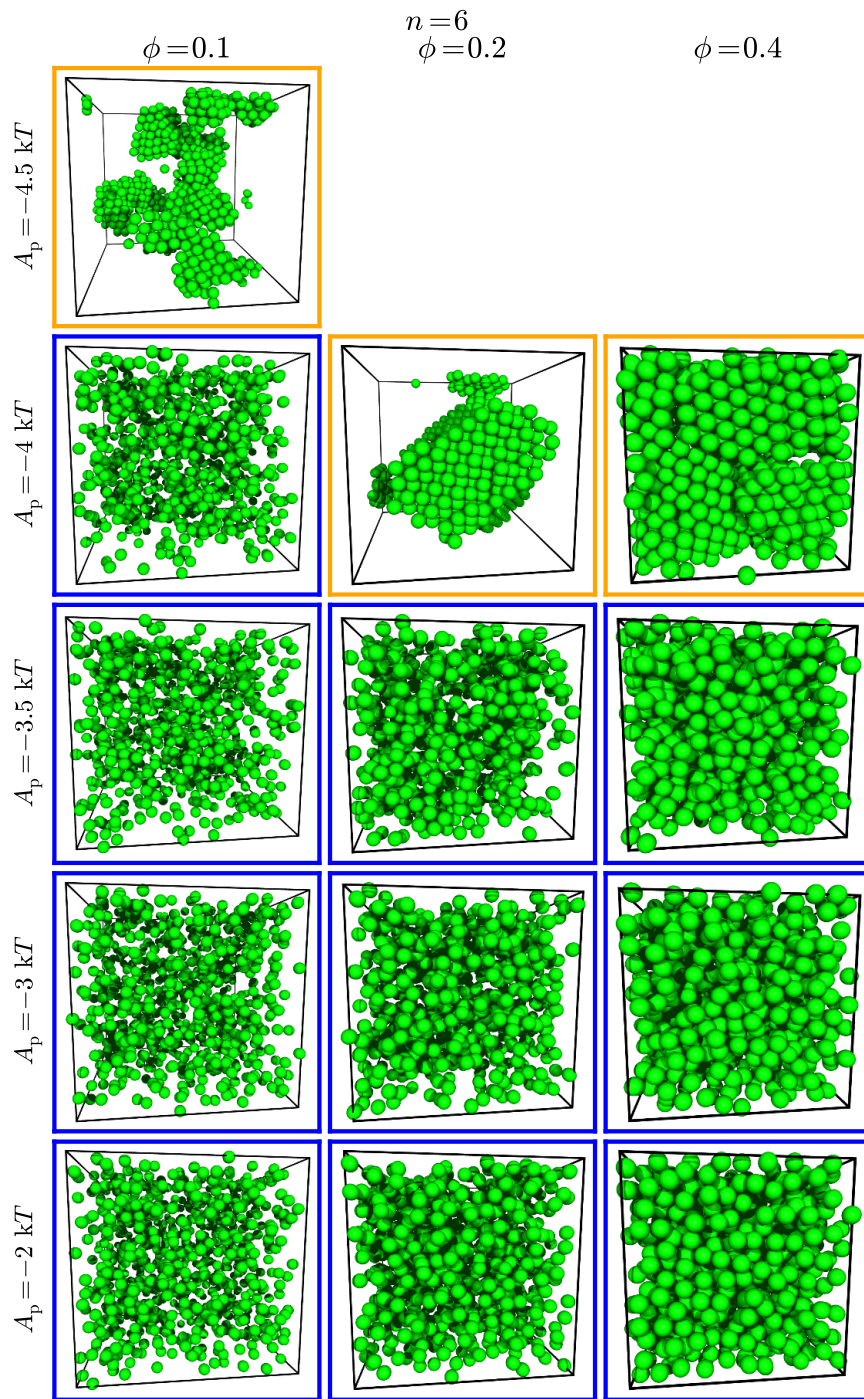 n=6
ϕ=0.1 ϕ=0.2 ϕ=0.4
A_p=−4.5 kT
A_p=−4 kT
A_p=−3.5 kT
A_p=−3 kT
A_p=−2 kT